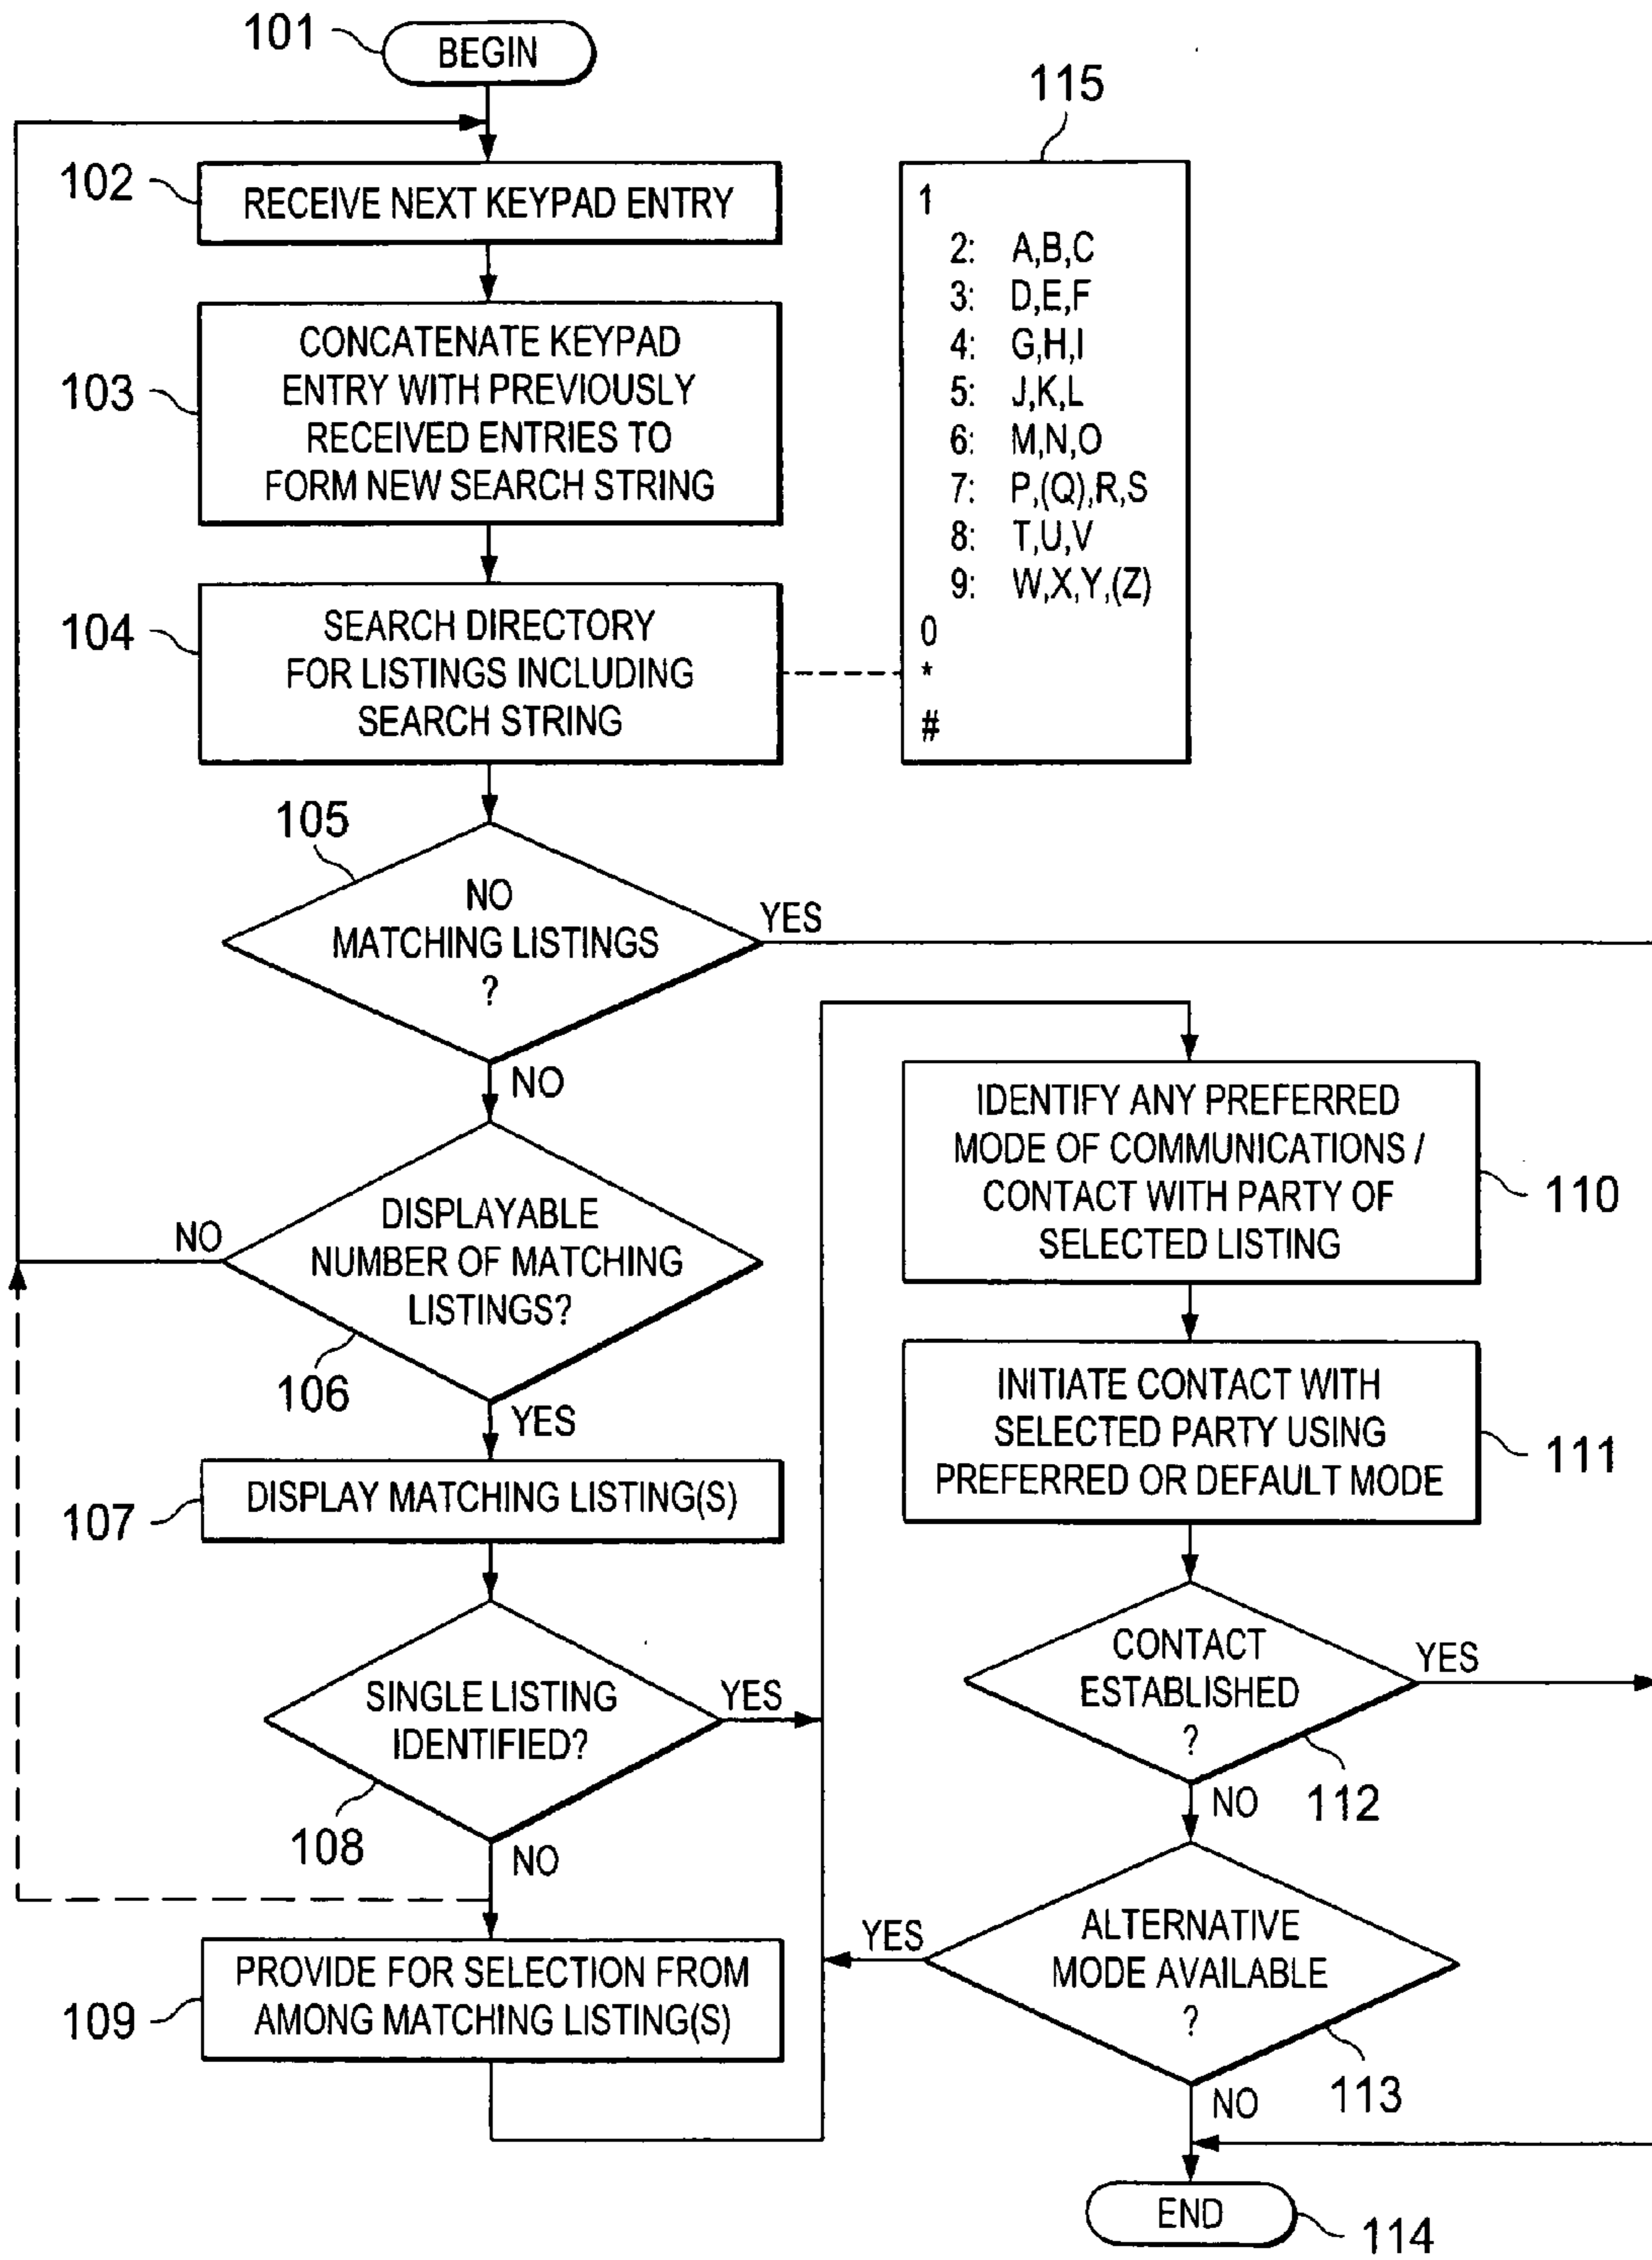 101
BEGIN
115
102
RECEIVE NEXT KEYPAD ENTRY
103
CONCATENATE KEYPAD
ENTRY WITH PREVIOUSLY
RECEIVED ENTRIES TO
FORM NEW SEARCH STRING
104
SEARCH DIRECTORY
FOR LISTINGS INCLUDING
SEARCH STRING
1
2: A,B,C
3: D,E,F
4: G,H,I
5: J,K,L
6: M,N,O
7: P,(Q),R,S
8: T,U,V
9: W,X,Y,(Z)
0
*
#
105
NO
MATCHING LISTINGS
?
YES
NO
DISPLAYABLE
NUMBER OF MATCHING
LISTINGS?
NO
106
YES
107
DISPLAY MATCHING LISTING(S)
SINGLE LISTING
IDENTIFIED?
YES
108
NO
109
PROVIDE FOR SELECTION FROM
AMONG MATCHING LISTING(S)
IDENTIFY ANY PREFERRED
MODE OF COMMUNICATIONS /
CONTACT WITH PARTY OF
SELECTED LISTING
110
INITIATE CONTACT WITH
SELECTED PARTY USING
PREFERRED OR DEFAULT MODE
111
CONTACT
ESTABLISHED
?
YES
112
NO
ALTERNATIVE
MODE AVAILABLE
?
YES
113
NO
END
114